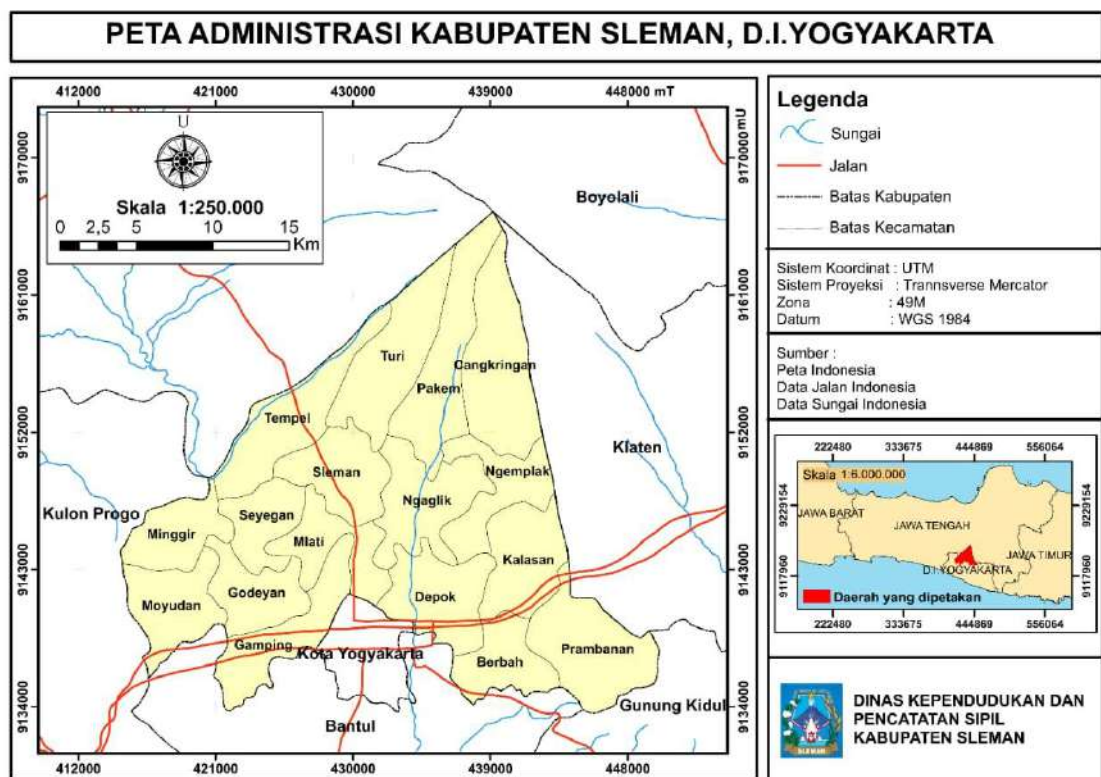 PETA ADMINISTRASI KABUPATEN SLEMAN, D.I.YOGYAKARTA
412000 421000 430000 439000 448000 mT
9170000 mU
9170000
9161000
9161000
9152000
9152000
9143000
9143000
9134000
9134000
U
Skala 1:250.000
0 2,5 5 10 15 Km
Boyolali
Turi
Cangkringan
Pakem
Tempel
Klaten
Sleman
Ngemplak
Ngaglik
Kulon Progo
Seyegan
Minggir
Mlati
Kalasan
Godeyan
Depok
Moyudan
Gamping
Kota Yogyakarta
Berbah
Prambanan
Gunung Kidul
Bantul
412000 421000 430000 439000 448000
Legenda
Sungai
Jalan
Batas Kabupaten
Batas Kecamatan
Sistem Koordinat : UTM
Sistem Proyeksi : Trannsverse Mercator
Zona : 49M
Datum : WGS 1984
Sumber :
Peta Indonesia
Data Jalan Indonesia
Data Sungai Indonesia
222480 333675 444869 556064
Skala 1:6.000.000
9229154
9229154
JAWA BARAT
JAWA TENGAH
JAWA TIMUR
D.I.YOGYAKARTA
9117960
9117960
Daerah yang dipetakan
222480 333675 444869 556064
SLEMAN
DINAS KEPENDUDUKAN DAN
PENCATATAN SIPIL
KABUPATEN SLEMAN